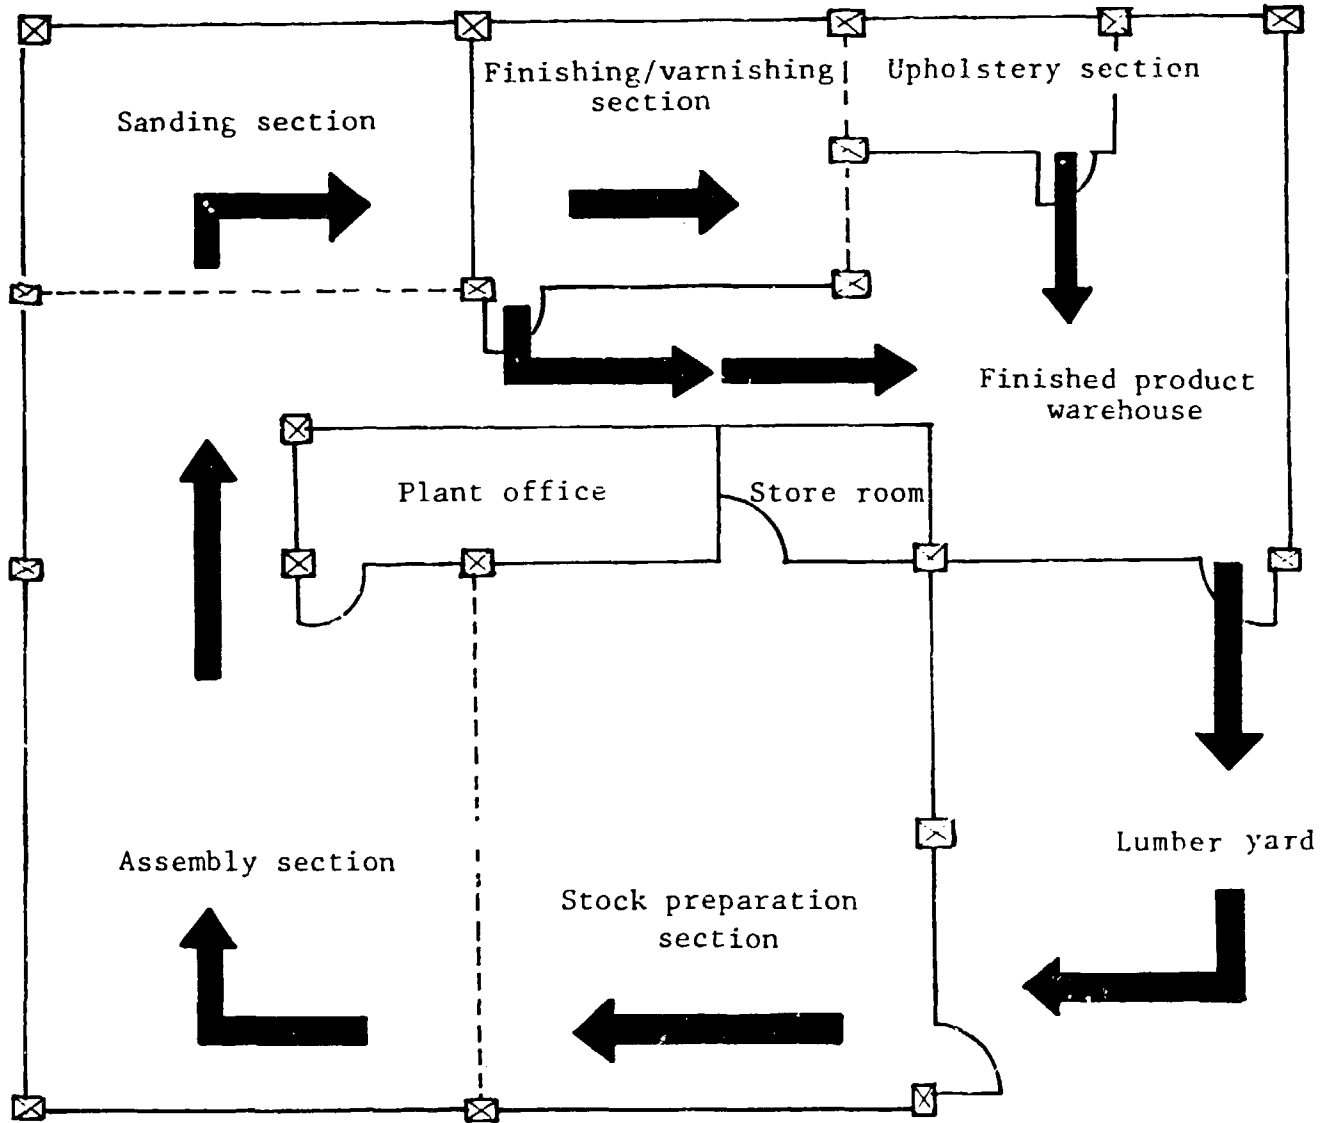 Finishing/varnishing
section
Upholstery section
Sanding section
Finished product
warehouse
Plant office
Store room
Lumber yard
Assembly section
Stock preparation
section